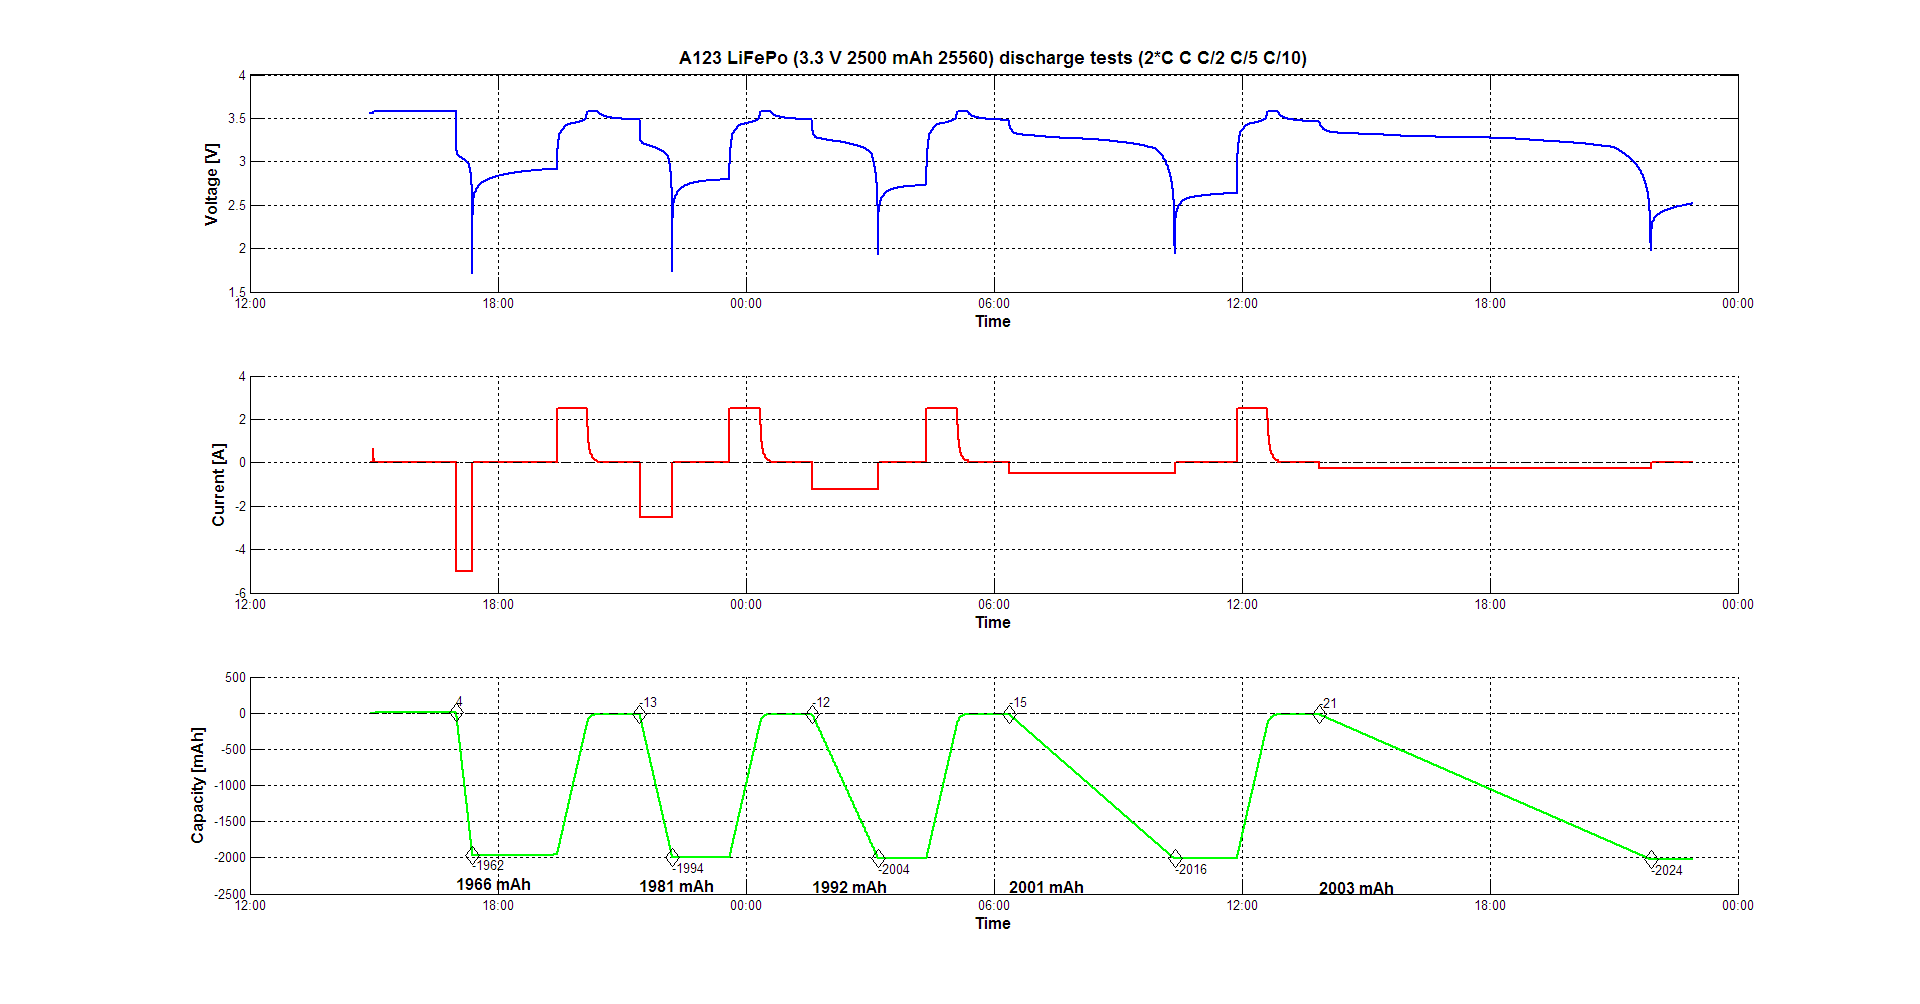 A123 LiFePo (3.3 V 2500 mAh 25560) discharge tests (2*C C C/2 C/5 C/10)
4
3.5
3
2.5
2
1.5
Voltage [V]
12:00 18:00 00:00 06:00 12:00 18:00 00:00
Time
4
2
0
-2
-4
-6
Current [A]
12:00 18:00 00:00 06:00 12:00 18:00 00:00
Time
500
0
-500
-1000
-1500
-2000
-2500
Capacity [mAh]
4 -13 -12 -15 -21
-1962 -1994 -2004 -2016 -2024
1966 mAh 1981 mAh 1992 mAh 2001 mAh 2003 mAh
12:00 18:00 00:00 06:00 12:00 18:00 00:00
Time